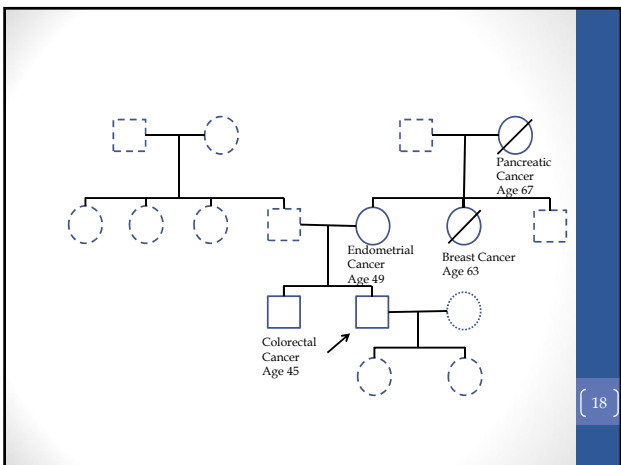 Pancreatic
Cancer
Age 67
Endometrial
Cancer
Age 49
Breast Cancer
Age 63
Colorectal
Cancer
Age 45
18